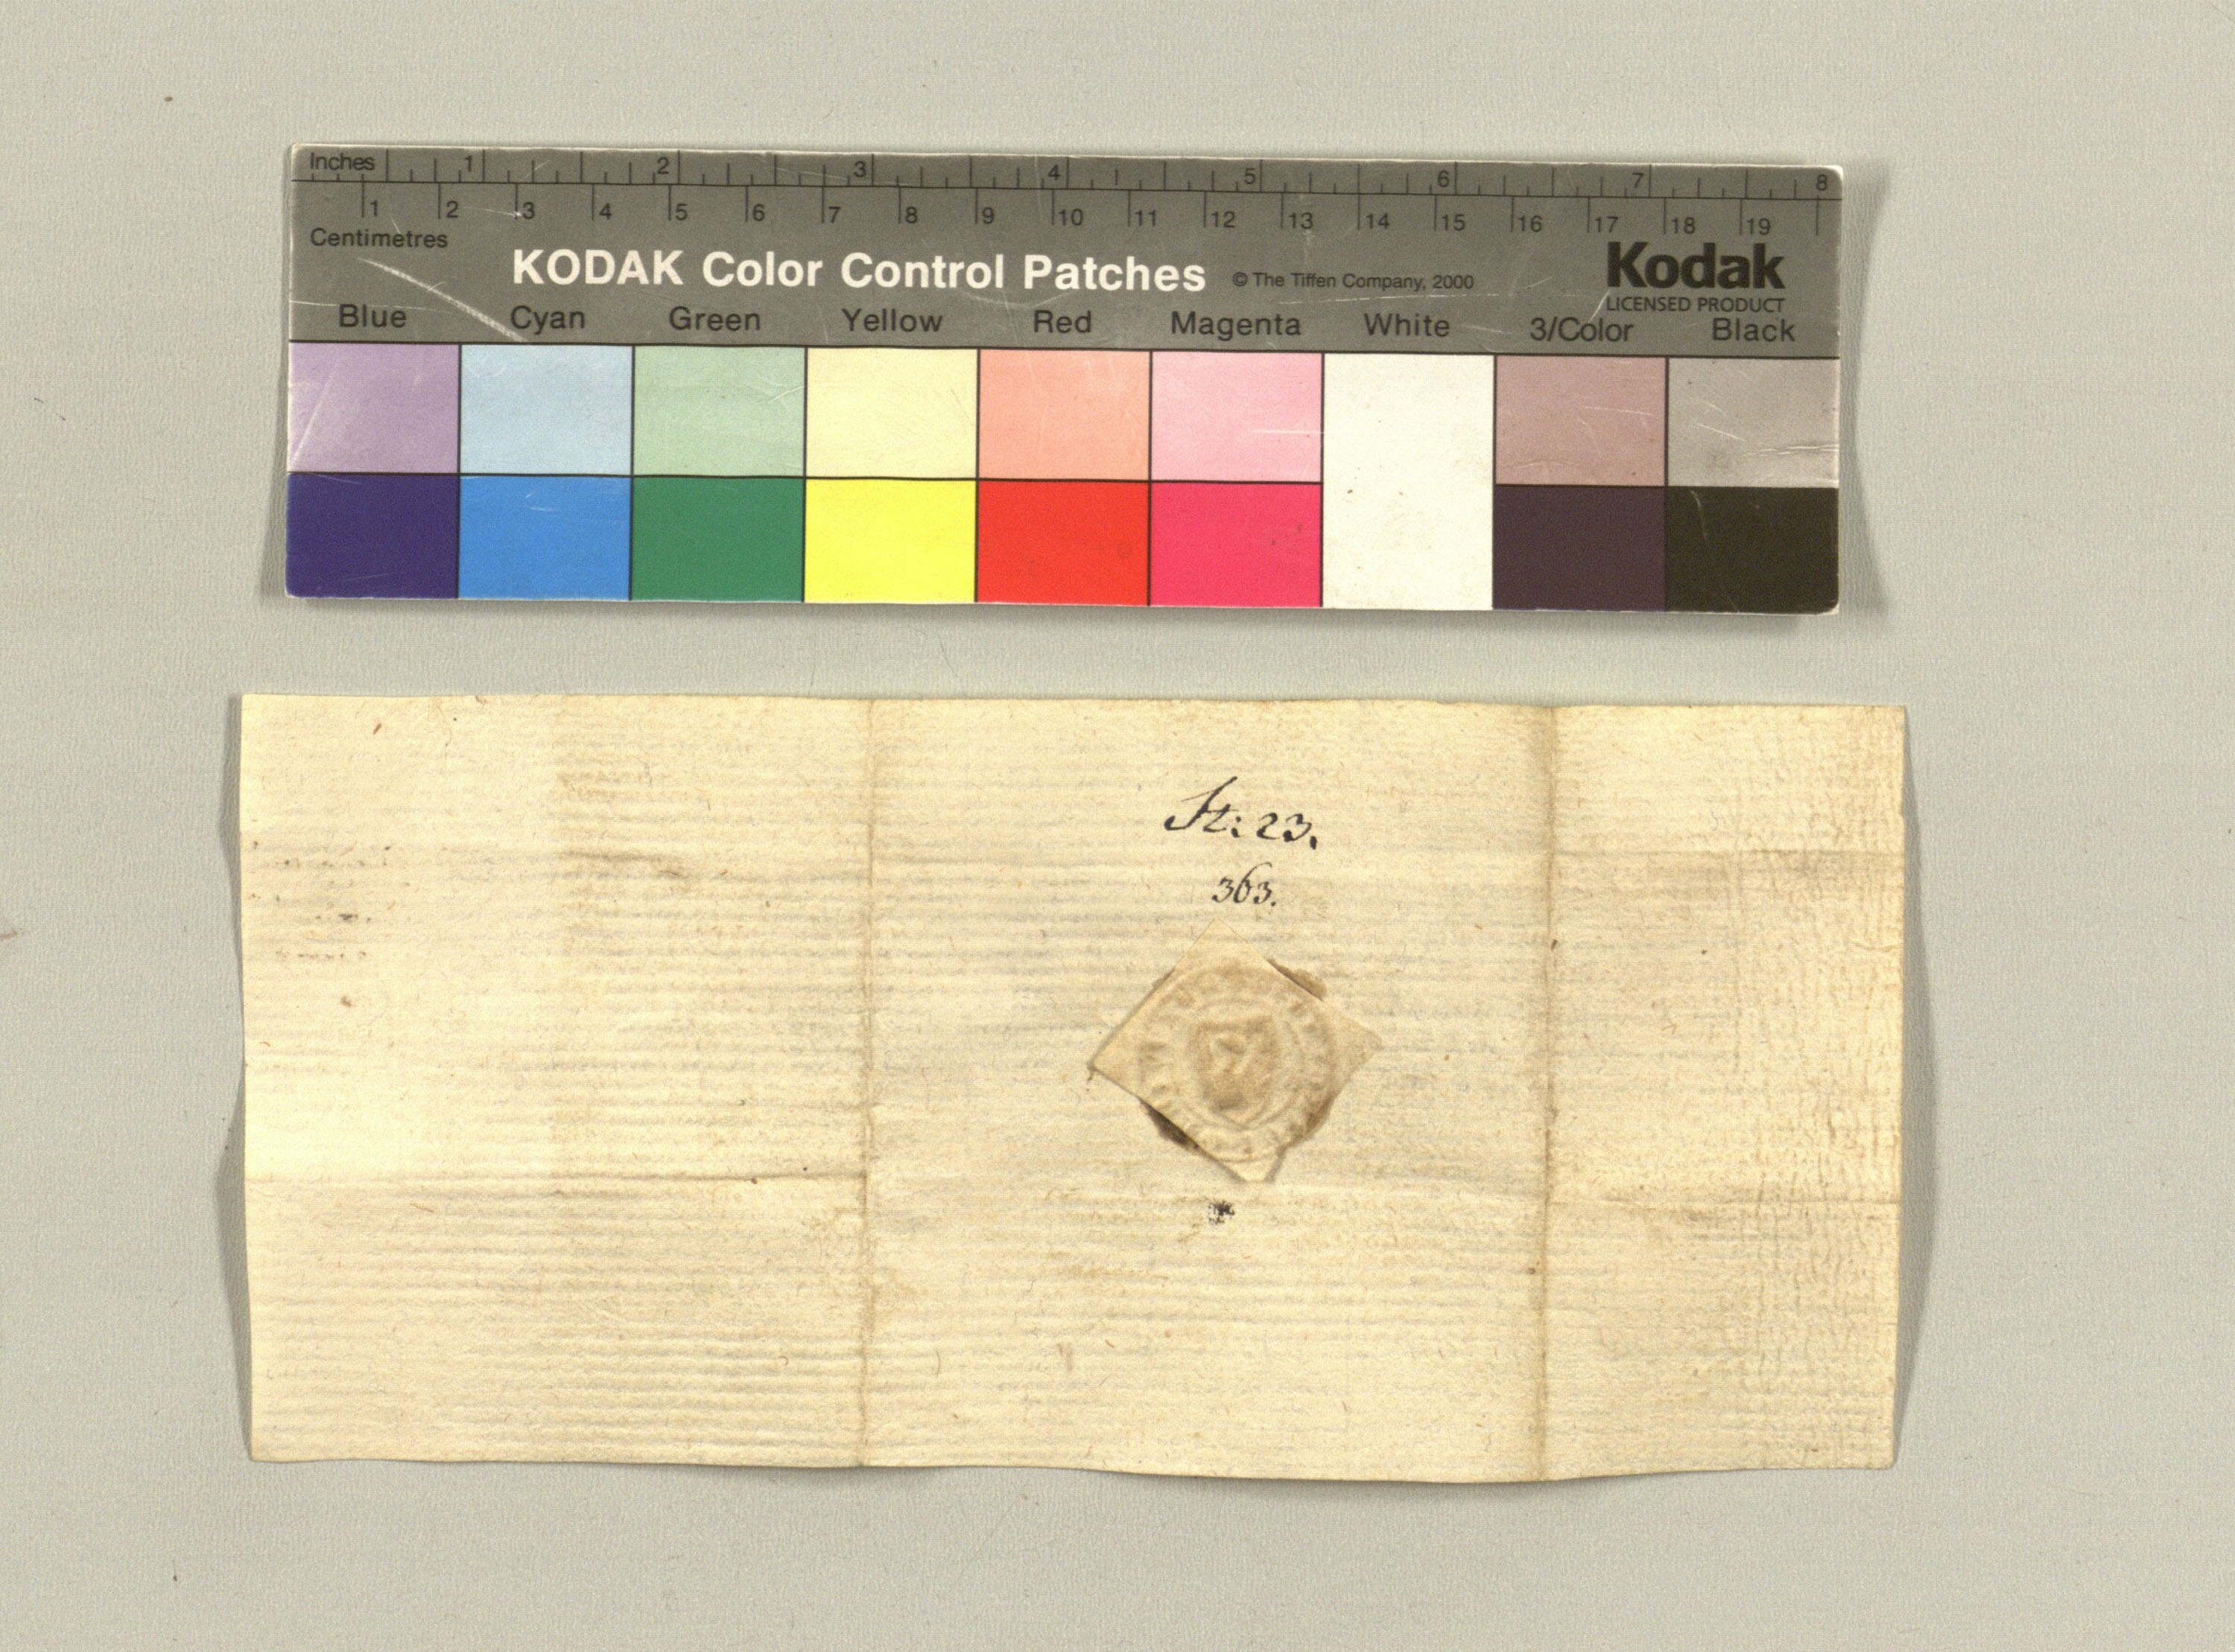 Inches 1 2 3 4 5 6 7 8
1 2 3 4 5 6 7 8 9 10 11 12 13 14 15 16 17 18 19
Centimetres
KODAK Color Control Patches © The Tiffen Company, 2000 Kodak
LICENSED PRODUCT
Blue Cyan Green Yellow Red Magenta White 3/Color Black
St: 23.
363.